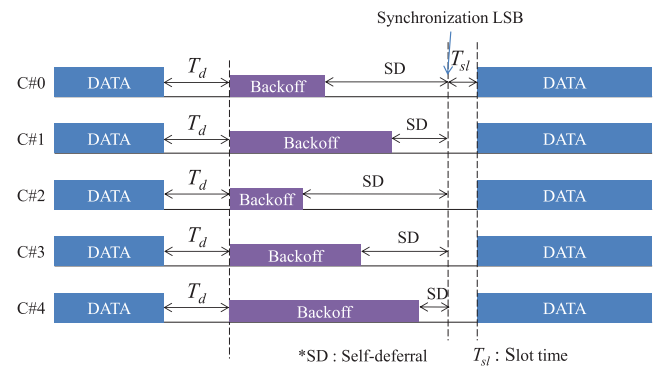 Synchronization LSB
C#0 DATA T_d Backoff SD T_sl DATA
C#1 DATA T_d Backoff SD DATA
C#2 DATA T_d Backoff SD DATA
C#3 DATA T_d Backoff SD DATA
C#4 DATA T_d Backoff SD DATA
*SD : Self-deferral T_sl : Slot time